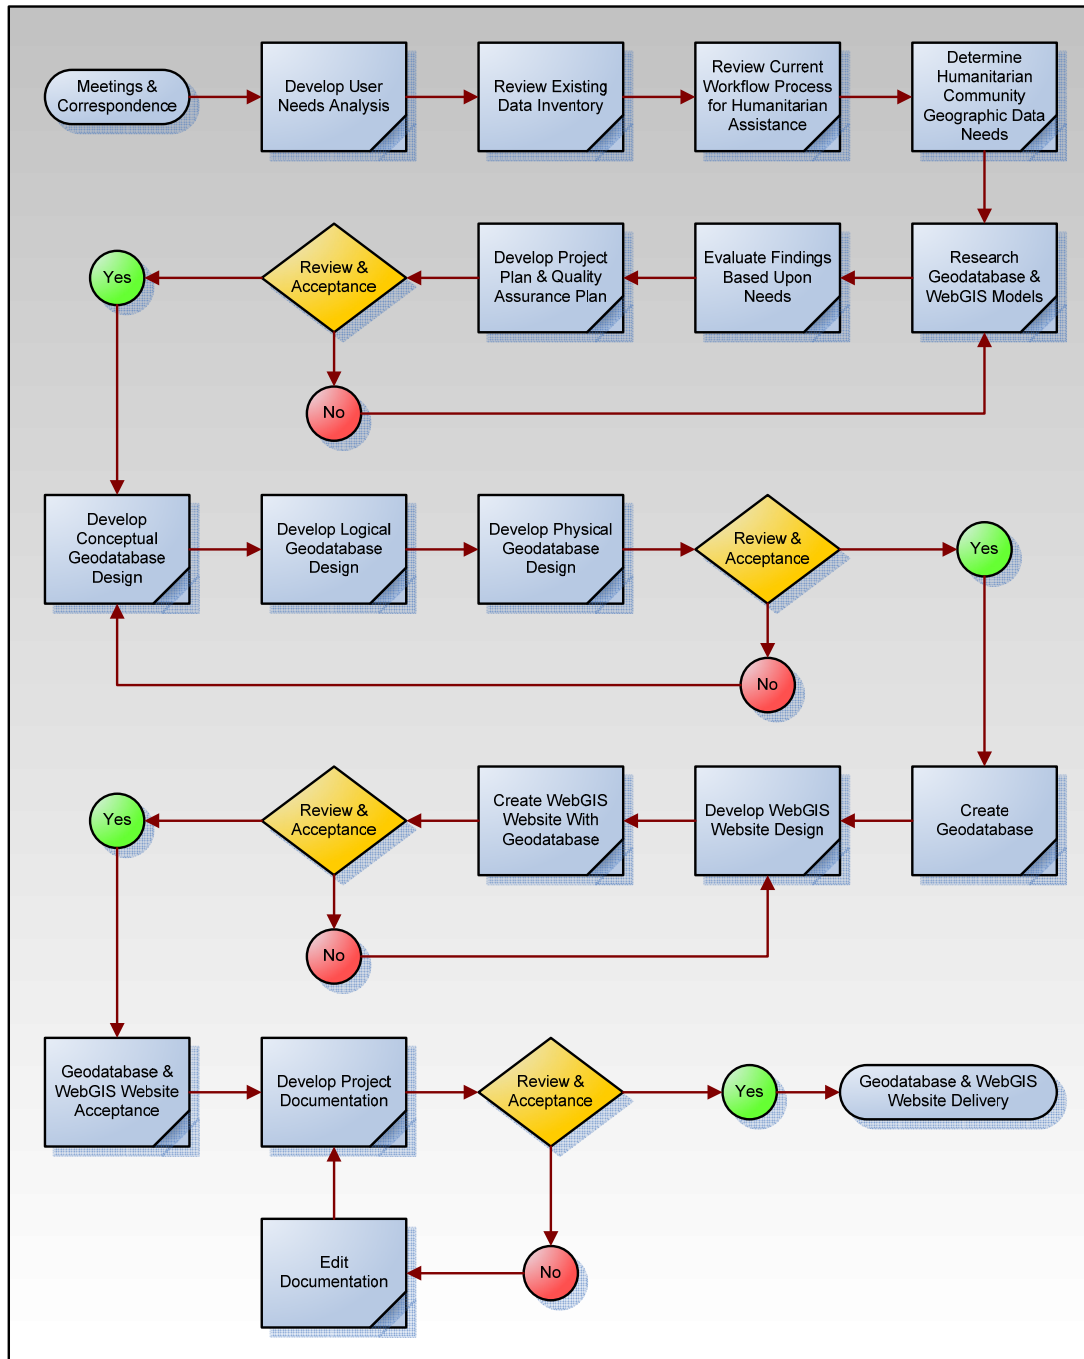 Meetings &
Correspondence
Develop User
Needs Analysis
Review Existing
Data Inventory
Review Current
Workflow Process
for Humanitarian
Assistance
Determine
Humanitarian
Community
Geographic Data
Needs
Yes
Review &
Acceptance
Develop Project
Plan & Quality
Assurance Plan
Evaluate Findings
Based Upon
Needs
Research
Geodatabase &
WebGIS Models
No
Develop
Conceptual
Geodatabase
Design
Develop Logical
Geodatabase
Design
Develop Physical
Geodatabase
Design
Review &
Acceptance
Yes
No
Yes
Review &
Acceptance
Create WebGIS
Website With
Geodatabase
Develop WebGIS
Website Design
Create
Geodatabase
No
Geodatabase &
WebGIS Website
Acceptance
Develop Project
Documentation
Review &
Acceptance
Yes
Geodatabase & WebGIS
Website Delivery
Edit
Documentation
No